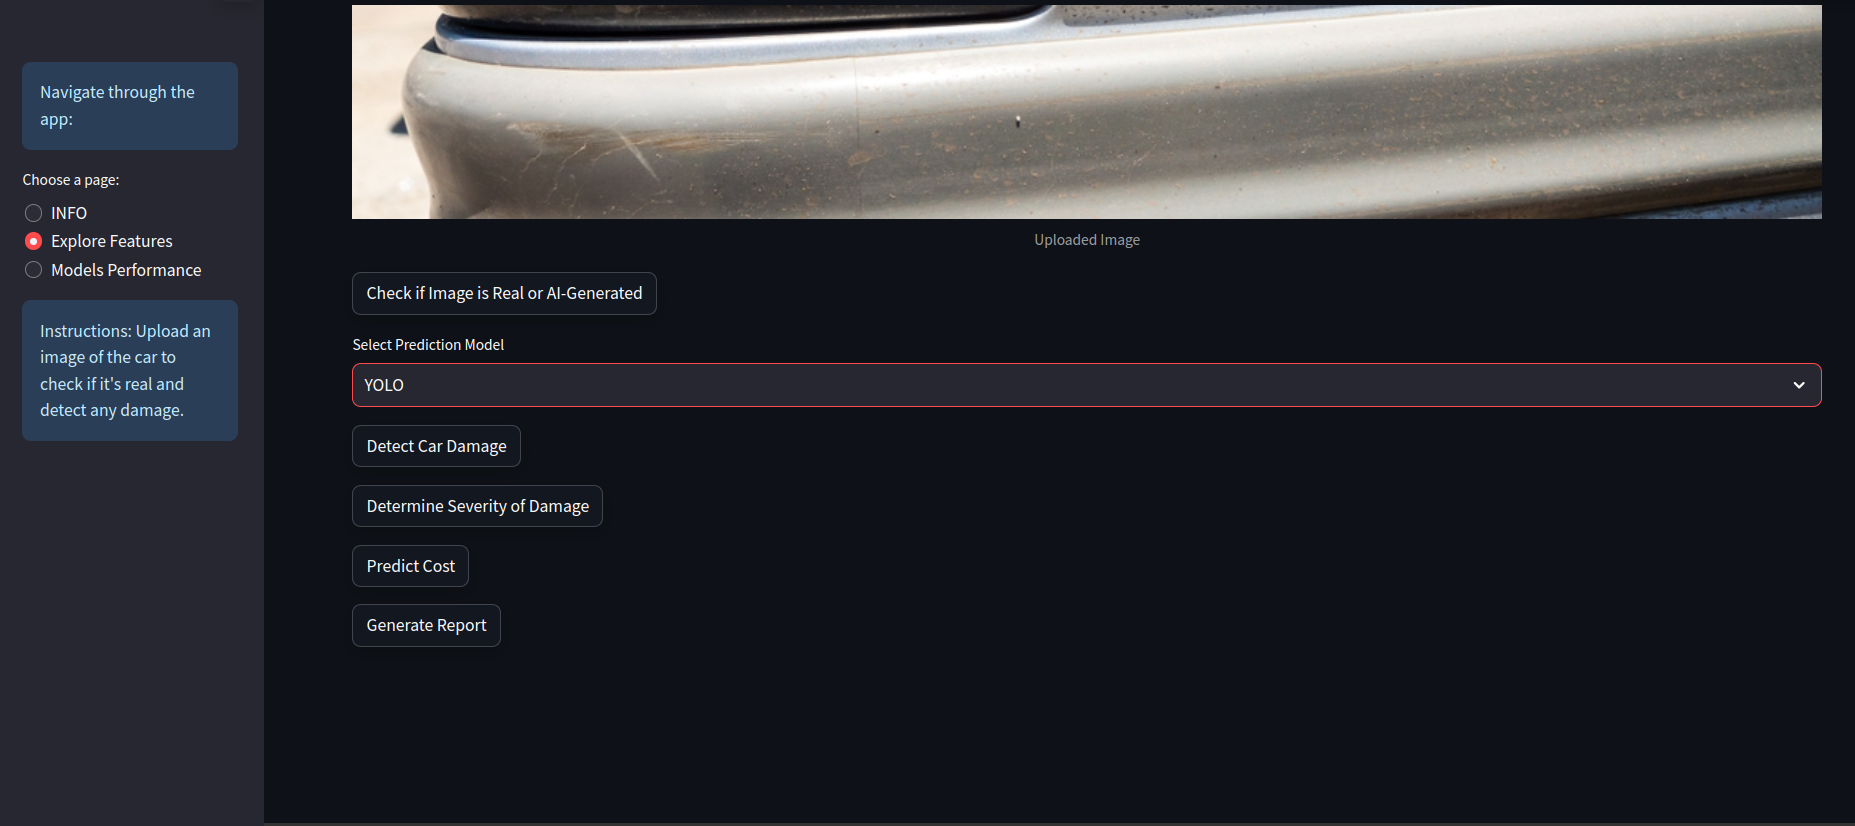 Navigate through the
app:
Choose a page:
INFO
Explore Features
Models Performance
Instructions: Upload an
image of the car to
check if it's real and
detect any damage.
Uploaded Image
Check if Image is Real or AI-Generated
Select Prediction Model
YOLO
Detect Car Damage
Determine Severity of Damage
Predict Cost
Generate Report